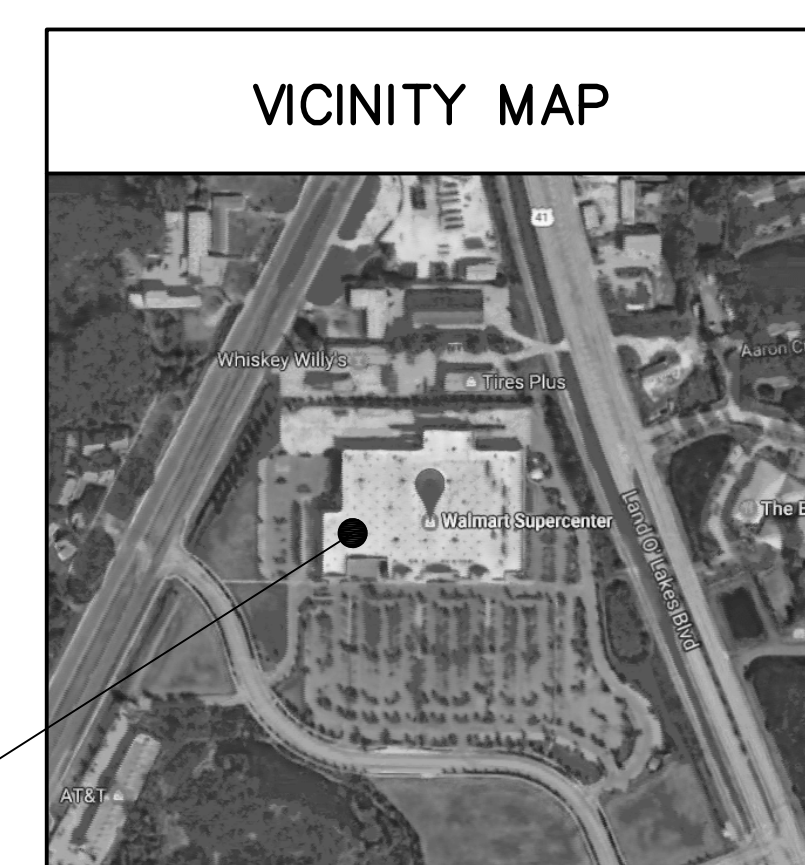 VICINITY MAP
41
Whiskey Willy's
Tires Plus
Aaron C
Walmart Supercenter
The
Land O' Lakes Blvd
AT&T